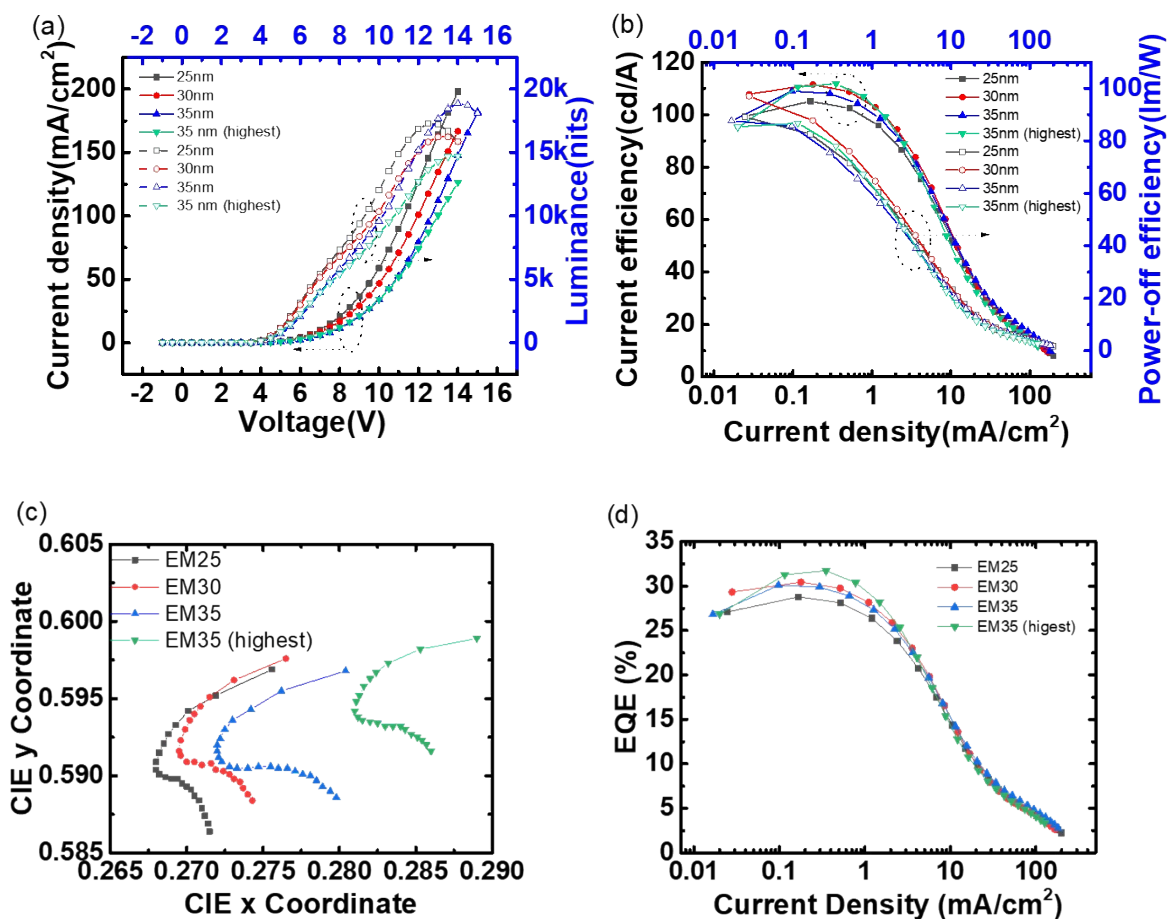 (a)
-2 0 2 4 6 8 10 12 14 16
Current density(mA/cm²)
200
150
100
50
0
25nm
30nm
35nm
35 nm (highest)
25nm
30nm
35nm
35 nm (highest)
20k
15k
10k
5k
0
Luminance(nits)
-2 0 2 4 6 8 10 12 14 16
Voltage(V)
(b)
0.01 0.1 1 10 100
Current efficiency(cd/A)
120
100
80
60
40
20
0
25nm
30nm
35nm
35nm (highest)
25nm
30nm
35nm
35nm (highest)
100
80
60
40
20
0
Power-off efficiency(lm/W)
0.01 0.1 1 10 100
Current density(mA/cm²)
(c)
CIE y Coordinate
0.605
0.600
0.595
0.590
0.585
EM25
EM30
EM35
EM35 (highest)
0.265 0.270 0.275 0.280 0.285 0.290
CIE x Coordinate
(d)
EQE (%)
35
30
25
20
15
10
5
0
EM25
EM30
EM35
EM35 (higest)
0.01 0.1 1 10 100
Current Density (mA/cm²)